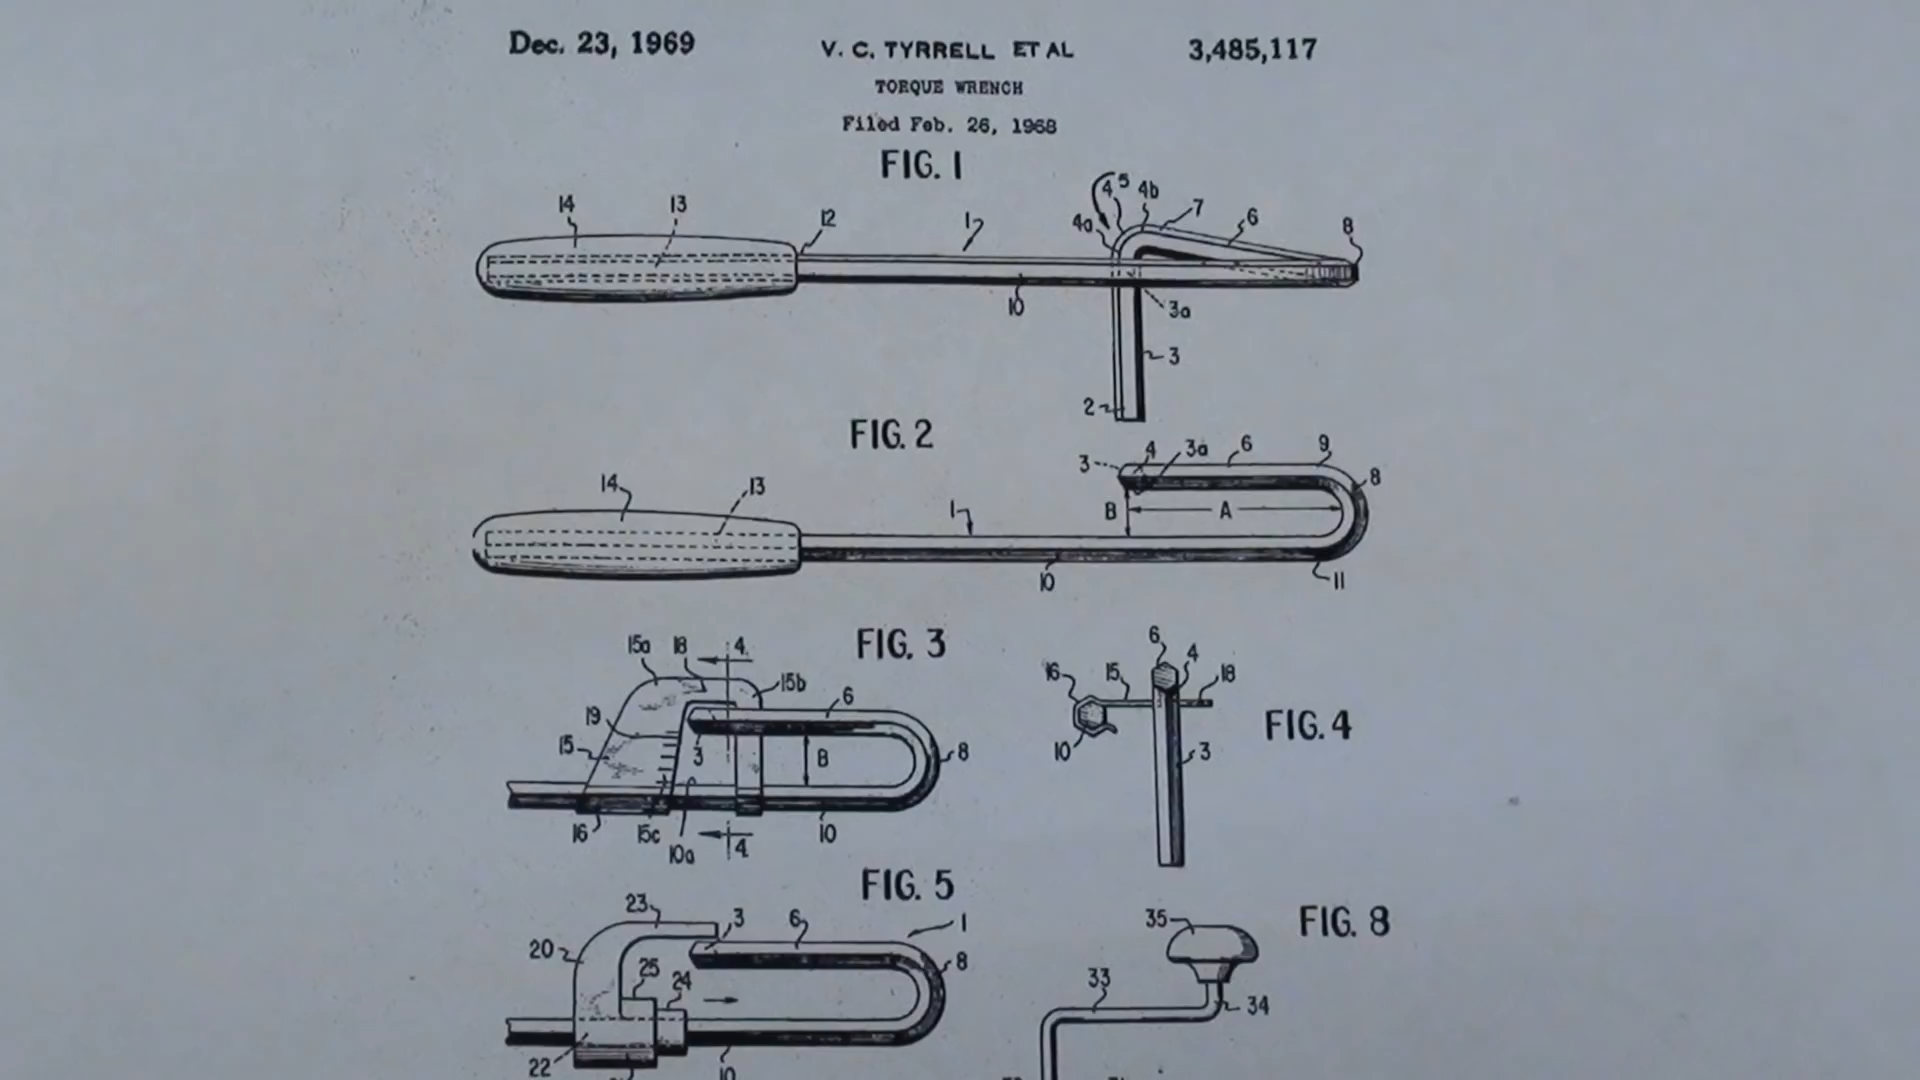 Dec. 23, 1969
V. C. TYRRELL ET AL
3,485,117
TORQUE WRENCH
Filed Feb. 26, 1968
FIG. 1
14
13
12
1
4a
4
5
4b
7
6
8
10
3a
3
2
FIG. 2
14
13
1
3
4
3a
6
9
8
B
A
10
11
FIG. 3
15a
18
4
15b
6
19
15
3
B
8
16
15c
10a
4
10
6
4
16
15
18
FIG. 4
10
3
FIG. 5
23
3
6
1
20
25
24
8
22
10
35
FIG. 8
33
34